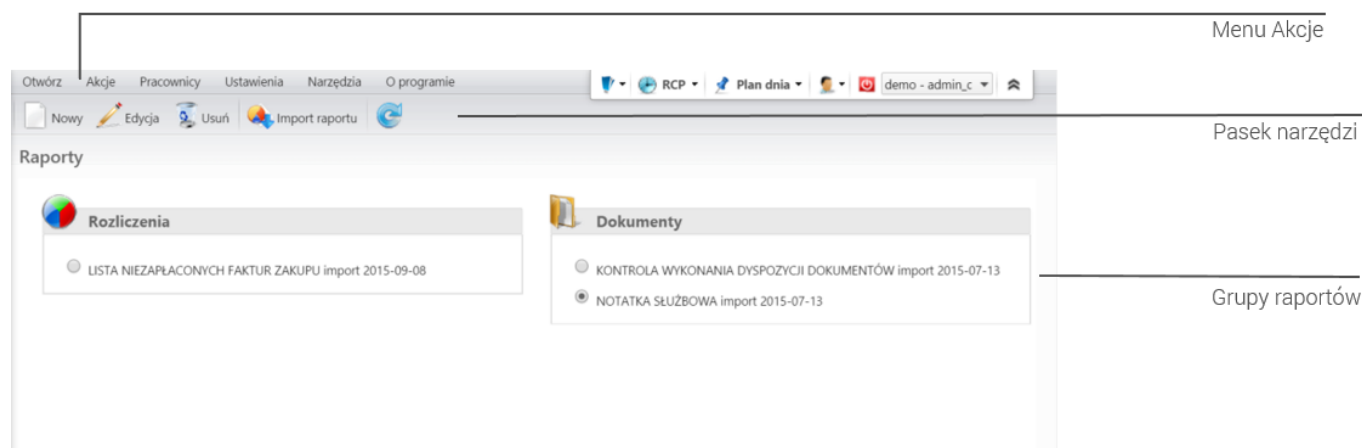 Menu Akcje
Otwórz Akcje Pracownicy Ustawienia Narzędzia O programie
RCP Plan dnia demo - admin_c
Nowy Edycja Usuń Import raportu
Pasek narzędzi
Raporty
Rozliczenia
LISTA NIEZAPŁACONYCH FAKTUR ZAKUPU import 2015-09-08
Dokumenty
KONTROLA WYKONANIA DYSPOZYCJI DOKUMENTÓW import 2015-07-13
NOTATKA SŁUŻBOWA import 2015-07-13
Grupy raportów